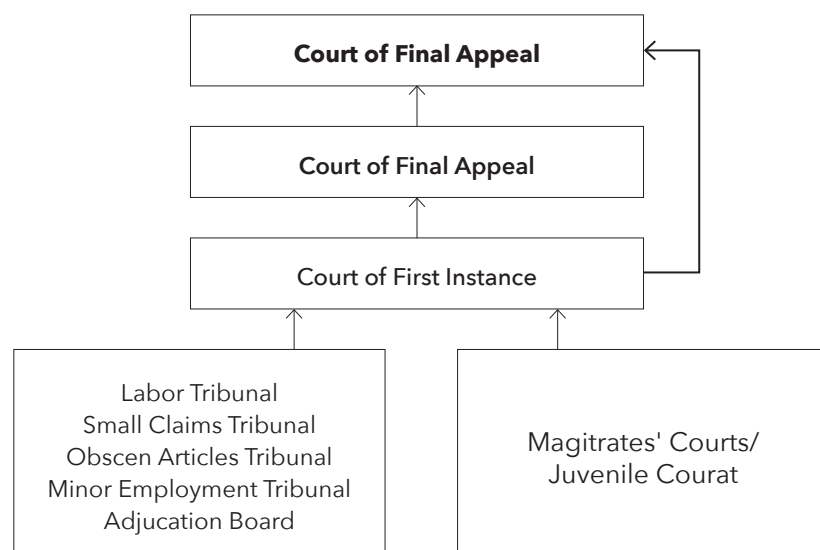 Court of Final Appeal
Court of Final Appeal
Court of First Instance
Labor Tribunal
Small Claims Tribunal
Obscen Articles Tribunal
Minor Employment Tribunal
Adjucation Board
Magitrates' Courts/
Juvenile Courat